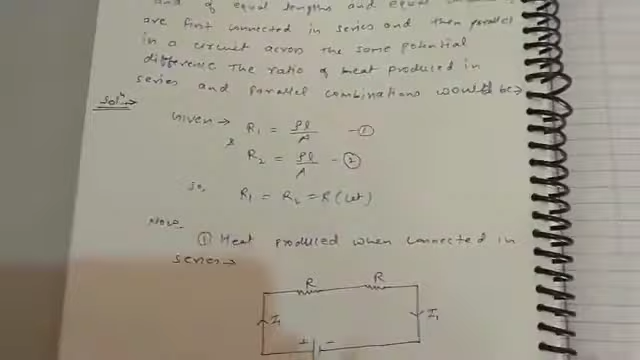 and of equal lengths and equal
are first connected in series and then parallel
in a circuit across the same potential
difference The ratio of heat produced in
series and parallel combinations would be→
Solⁿ→
Given→ R₁ = ρl/A —①
&
R₂ = ρl/A —②
so,
R₁ = R₂ = R (let)
Now,
① Heat produced when connected in
series→
R R
I₁ I₁
+ −